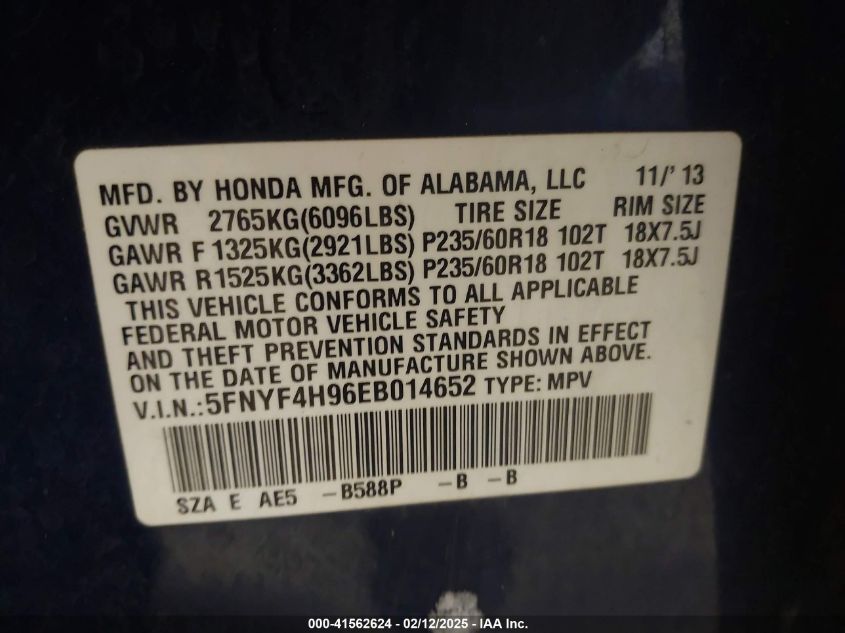 MFD. BY HONDA MFG. OF ALABAMA, LLC 11/' 13
GVWR 2765KG(6096LBS) TIRE SIZE RIM SIZE
GAWR F 1325KG(2921LBS) P235/60R18 102T 18X7.5J
GAWR R1525KG(3362LBS) P235/60R18 102T 18X7.5J
THIS VEHICLE CONFORMS TO ALL APPLICABLE
FEDERAL MOTOR VEHICLE SAFETY
AND THEFT PREVENTION STANDARDS IN EFFECT
ON THE DATE OF MANUFACTURE SHOWN ABOVE.
V.I.N.:5FNYF4H96EB014652 TYPE: MPV
SZA E AE5 -B588P -B -B
000-41562624 - 02/12/2025 - IAA Inc.